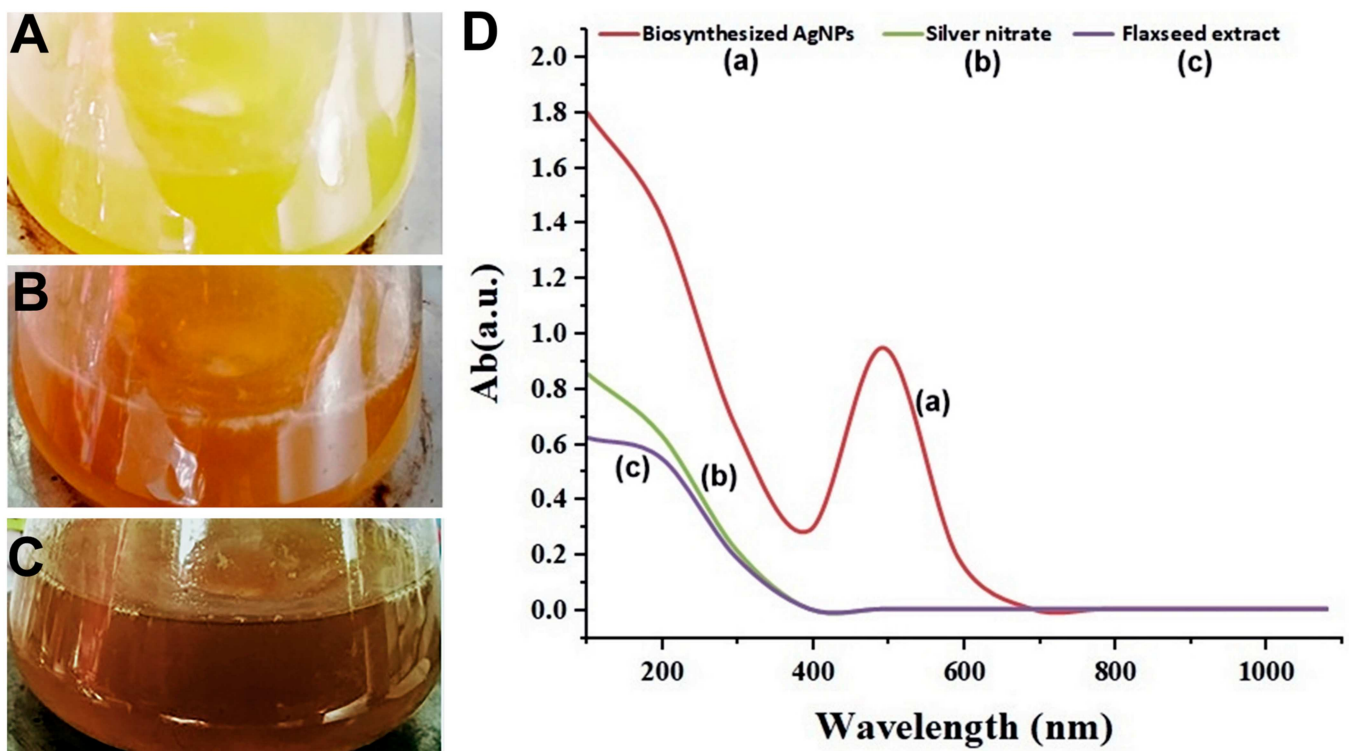 A
B
C
D
Biosynthesized AgNPs Silver nitrate Flaxseed extract
(a) (b) (c)
2.0
1.8
1.6
1.4
1.2
1.0
0.8
0.6
0.4
0.2
0.0
Ab(a.u.)
(a)
(b)
(c)
200 400 600 800 1000
Wavelength (nm)